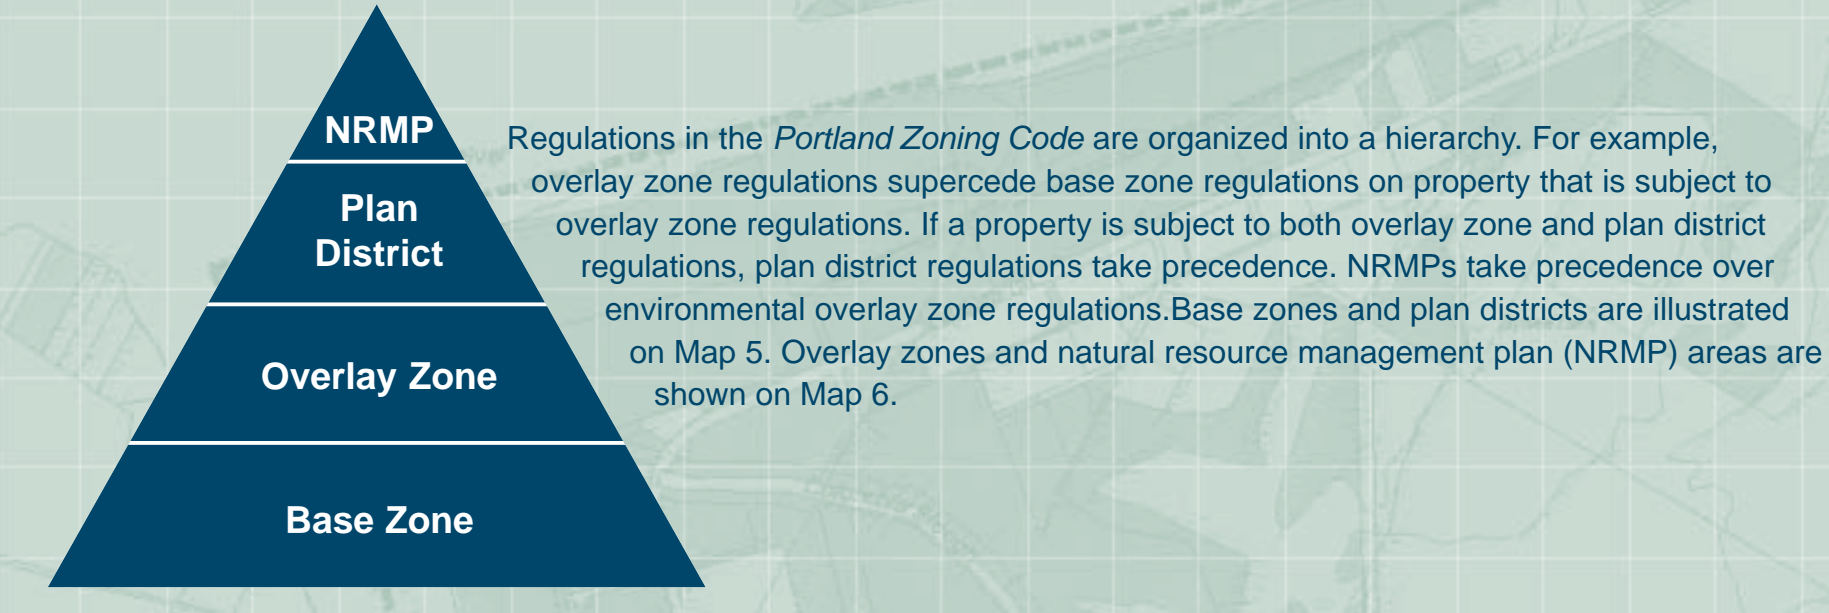 NRMP
Plan
District
Overlay Zone
Base Zone
Regulations in the Portland Zoning Code are organized into a hierarchy. For example,
overlay zone regulations supercede base zone regulations on property that is subject to
overlay zone regulations. If a property is subject to both overlay zone and plan district
regulations, plan district regulations take precedence. NRMPs take precedence over
environmental overlay zone regulations.Base zones and plan districts are illustrated
on Map 5. Overlay zones and natural resource management plan (NRMP) areas are
shown on Map 6.